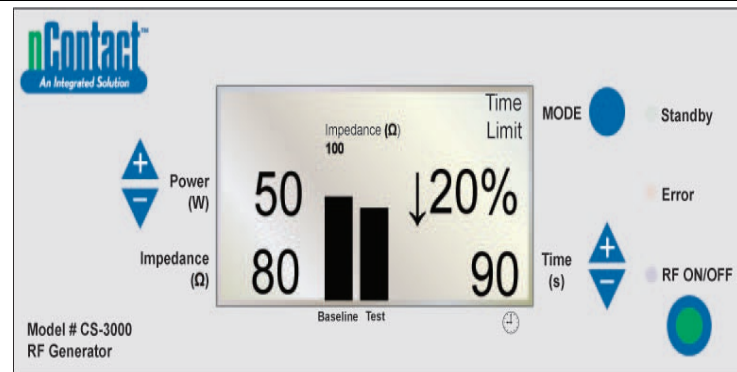 nContact™
An Integrated Solution
Time
Limit
MODE
Standby
Impedance (Ω)
100
+
Power
(W)
−
50
↓20%
Error
Impedance
(Ω)
80
90
Time
(s)
+
−
RF ON/OFF
Baseline Test
Model # CS-3000
RF Generator